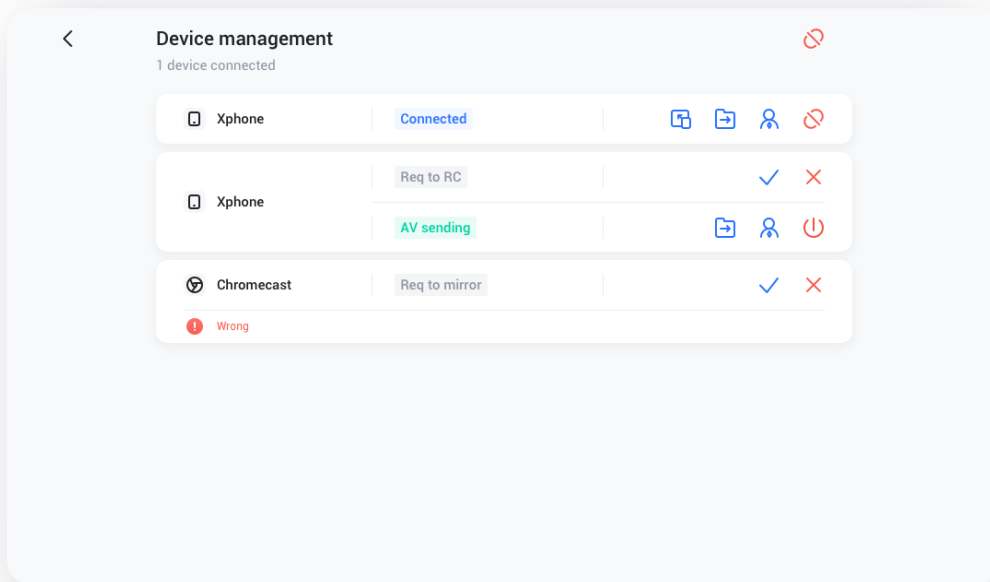 Device management
1 device connected
Xphone
Connected
Xphone
Req to RC
AV sending
Chromecast
Req to mirror
Wrong